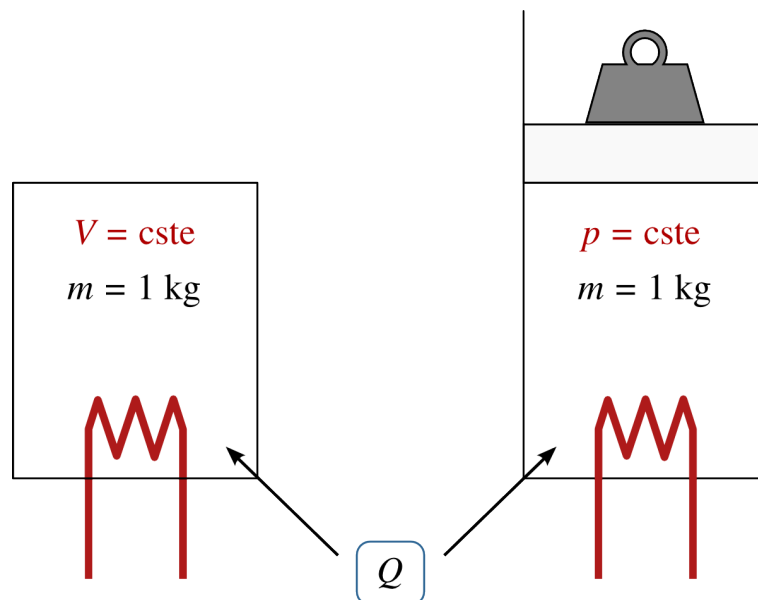 V = cste
m = 1 kg
p = cste
m = 1 kg
Q